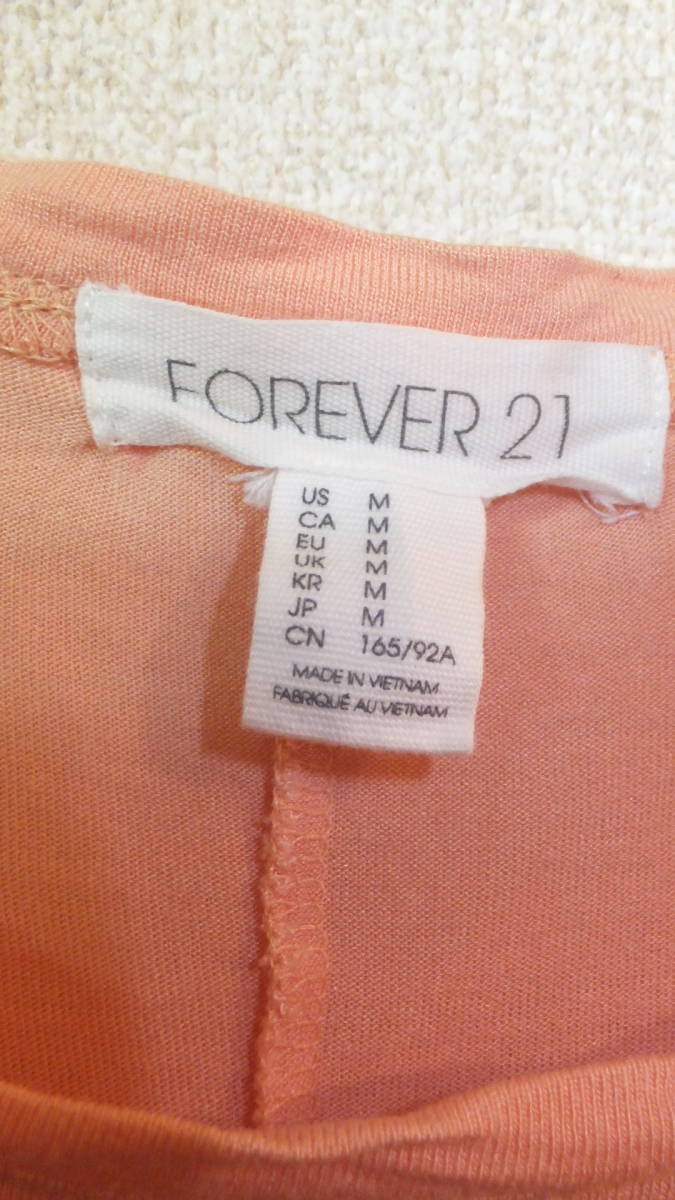 FOREVER 21
US M
CA M
EU M
UK M
KR M
JP M
CN 165/92A
MADE IN VIETNAM
FABRIQUÉ AU VIETNAM